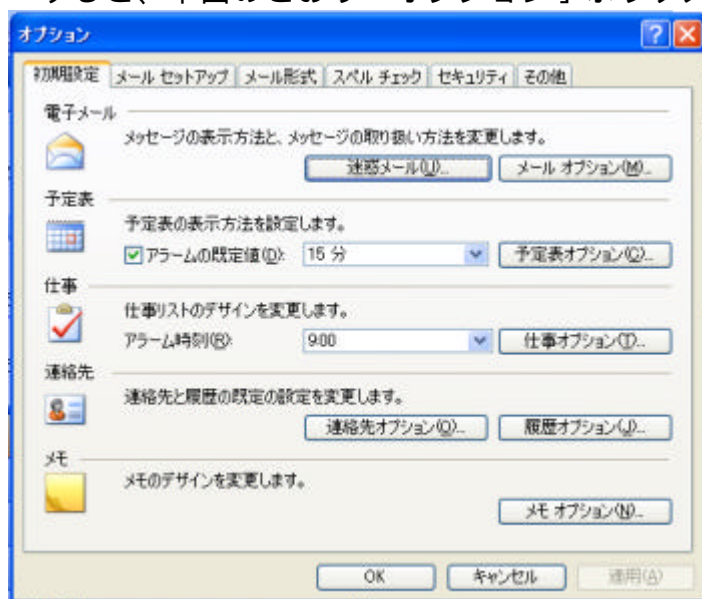 オプション
初期設定 メール セットアップ メール形式 スペル チェック セキュリティ その他
電子メール
メッセージの表示方法と、メッセージの取り扱い方法を変更します。
迷惑メール(U)... メール オプション(M)...
予定表
予定表の表示方法を設定します。
アラームの既定値(D): 15 分 予定表オプション(C)...
仕事
仕事リストのデザインを変更します。
アラーム時刻(R): 9:00 仕事オプション(T)...
連絡先
連絡先と履歴の既定の設定を変更します。
連絡先オプション(O)... 履歴オプション(J)...
メモ
メモのデザインを変更します。
メモ オプション(N)...
OK キャンセル 適用(A)